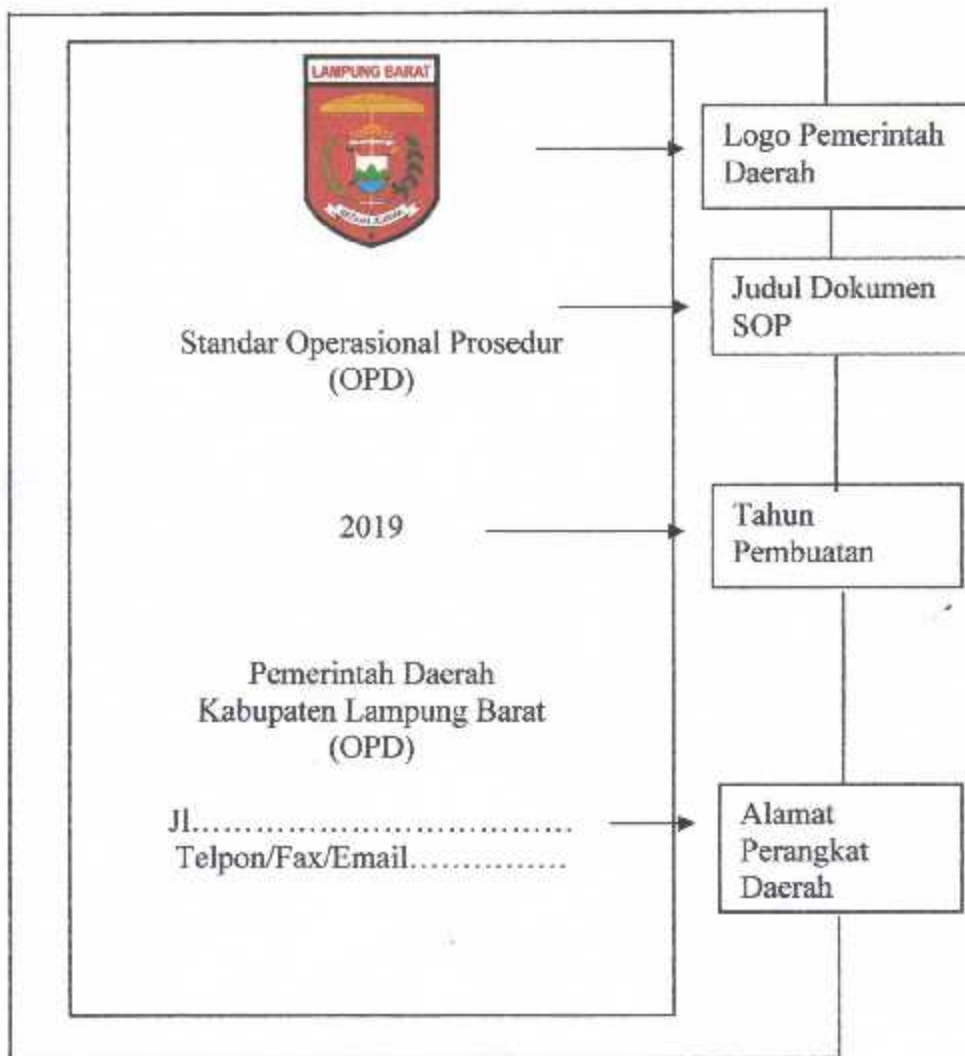 LAMPUNG BARAT
Logo Pemerintah
Daerah
Judul Dokumen
SOP
Standar Operasional Prosedur
(OPD)
2019
Tahun
Pembuatan
Pemerintah Daerah
Kabupaten Lampung Barat
(OPD)
Jl......................................
Telpon/Fax/Email...............
Alamat
Perangkat
Daerah